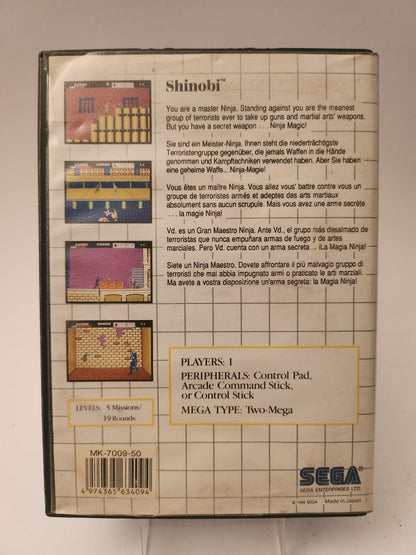 Shinobi™
You are a master Ninja. Standing against you are the meanest
group of terrorists ever to take up guns and martial arts' weapons.
But you have a secret weapon . . . Ninja Magic!
Sie sind ein Meister-Ninja. Ihnen steht die niederträchtigste
Terroristengruppe gegenüber, die jemals Waffen in die Hände
genommen und Kampftechniken verwendet haben. Aber Sie haben
eine geheime Waffe... Ninja-Magie!
Vous êtes un maître Ninja. Vous allez vous' battre contre vous un
groupe de terroristes armés et adeptes des arts martiaux
absolument sans aucun scrupule. Mais vous avez une arme secrète
. . . la magie Ninja!
Vd. es un Gran Maestro Ninja. Ante Vd., el grupo más desalmado de
terroristas que nunca empuñara armas de fuego y de artes
marciales. Pero Vd. cuenta con un arma secreta ... ¡La Magia Ninja!
Siete un Ninja Maestro. Dovete affrontare il più malvagio gruppo di
terroristi che mai abbia impugnato armi o praticato le arti marziali.
Ma avete a vostra disposizione un'arma segreta: la Magia Ninja!
PLAYERS: 1
PERIPHERALS: Control Pad,
Arcade Command Stick,
or Control Stick
MEGA TYPE: Two-Mega
LEVELS: 5 Missions/
19 Rounds
MK-7009-50
4 974365 634094
SEGA
SEGA ENTERPRISES LTD.
© 1988 SEGA Made in Japan